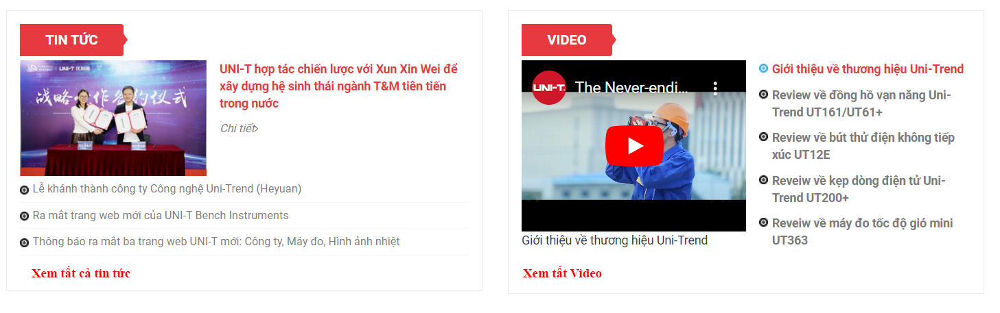 TIN TỨC
UNI-T 优利德
战略合作签约仪式
UNI-T hợp tác chiến lược với Xun Xin Wei để
xây dựng hệ sinh thái ngành T&M tiên tiến
trong nước
Chi tiết
Lễ khánh thành công ty Công nghệ Uni-Trend (Heyuan)
Ra mắt trang web mới của UNI-T Bench Instruments
Thông báo ra mắt ba trang web UNI-T mới: Công ty, Máy đo, Hình ảnh nhiệt
Xem tất cả tin tức
VIDEO
UNI-T. The Never-endi...
Giới thiệu về thương hiệu Uni-Trend
Xem tất Video
Giới thiệu về thương hiệu Uni-Trend
Review về đồng hồ vạn năng Uni-
Trend UT161/UT61+
Review về bút thử điện không tiếp
xúc UT12E
Reveiw về kẹp dòng điện tử Uni-
Trend UT200+
Reveiw về máy đo tốc độ gió mini
UT363